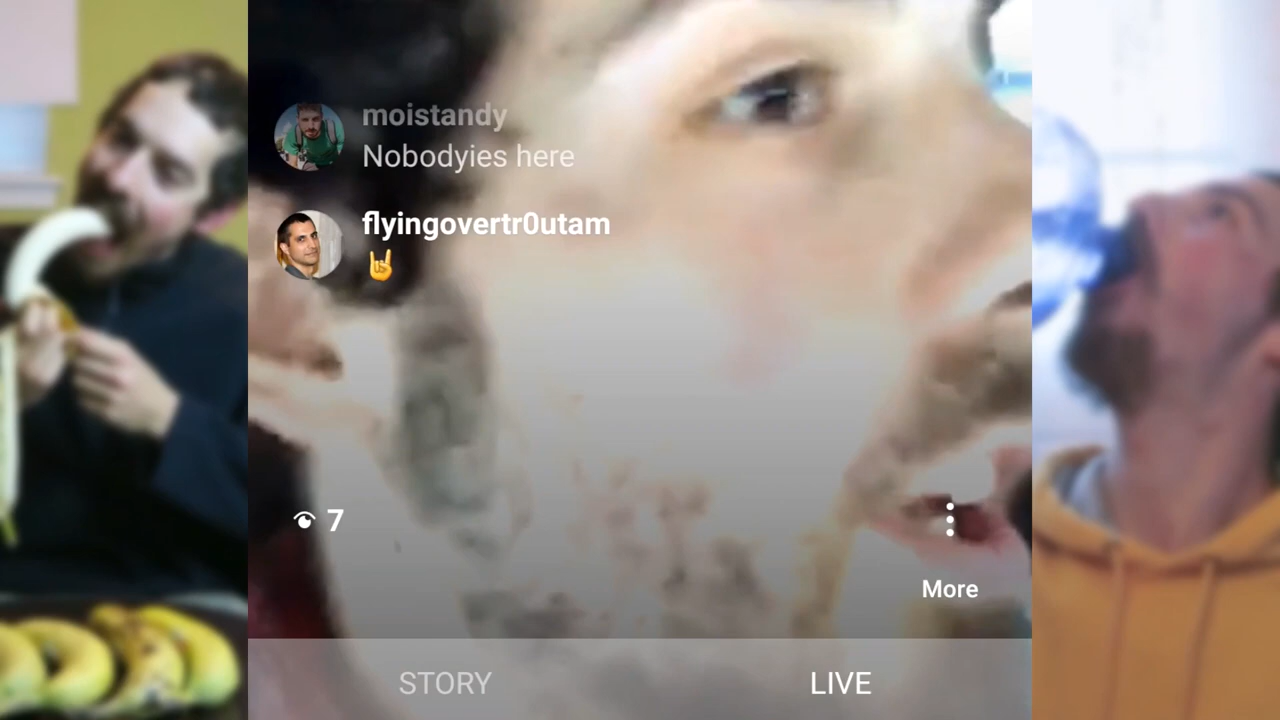 moistandy
Nobodyies here
flyingovertr0utam
🤘
7
More
STORY
LIVE